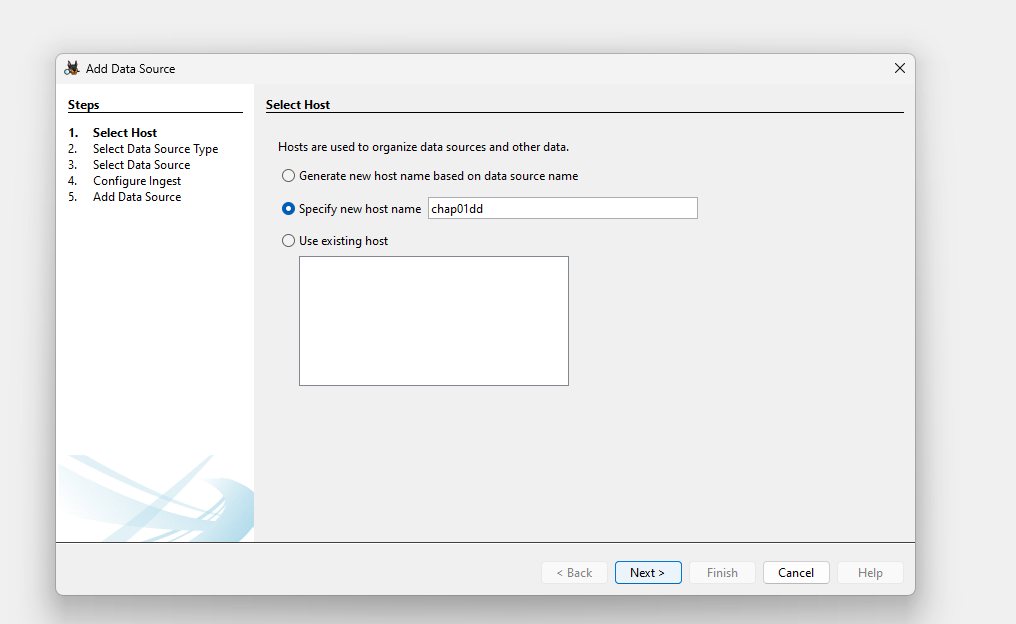 Add Data Source
Steps
1. Select Host
2. Select Data Source Type
3. Select Data Source
4. Configure Ingest
5. Add Data Source
Select Host
Hosts are used to organize data sources and other data.
Generate new host name based on data source name
Specify new host name chap01dd
Use existing host
< Back Next > Finish Cancel Help